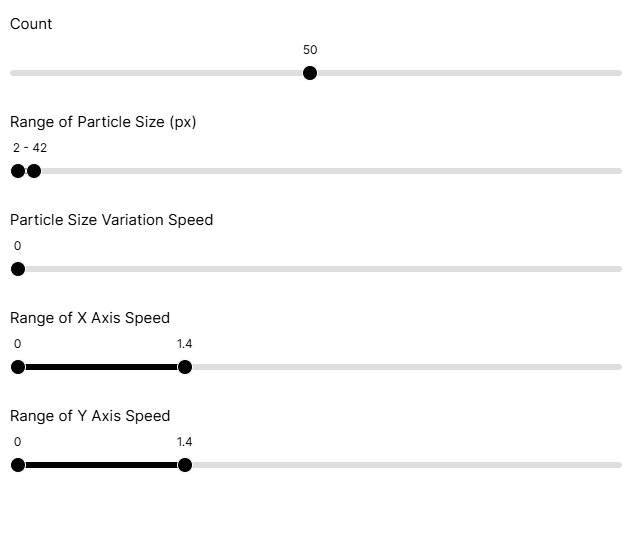 Count
50
Range of Particle Size (px)
2 - 42
Particle Size Variation Speed
0
Range of X Axis Speed
0 1.4
Range of Y Axis Speed
0 1.4